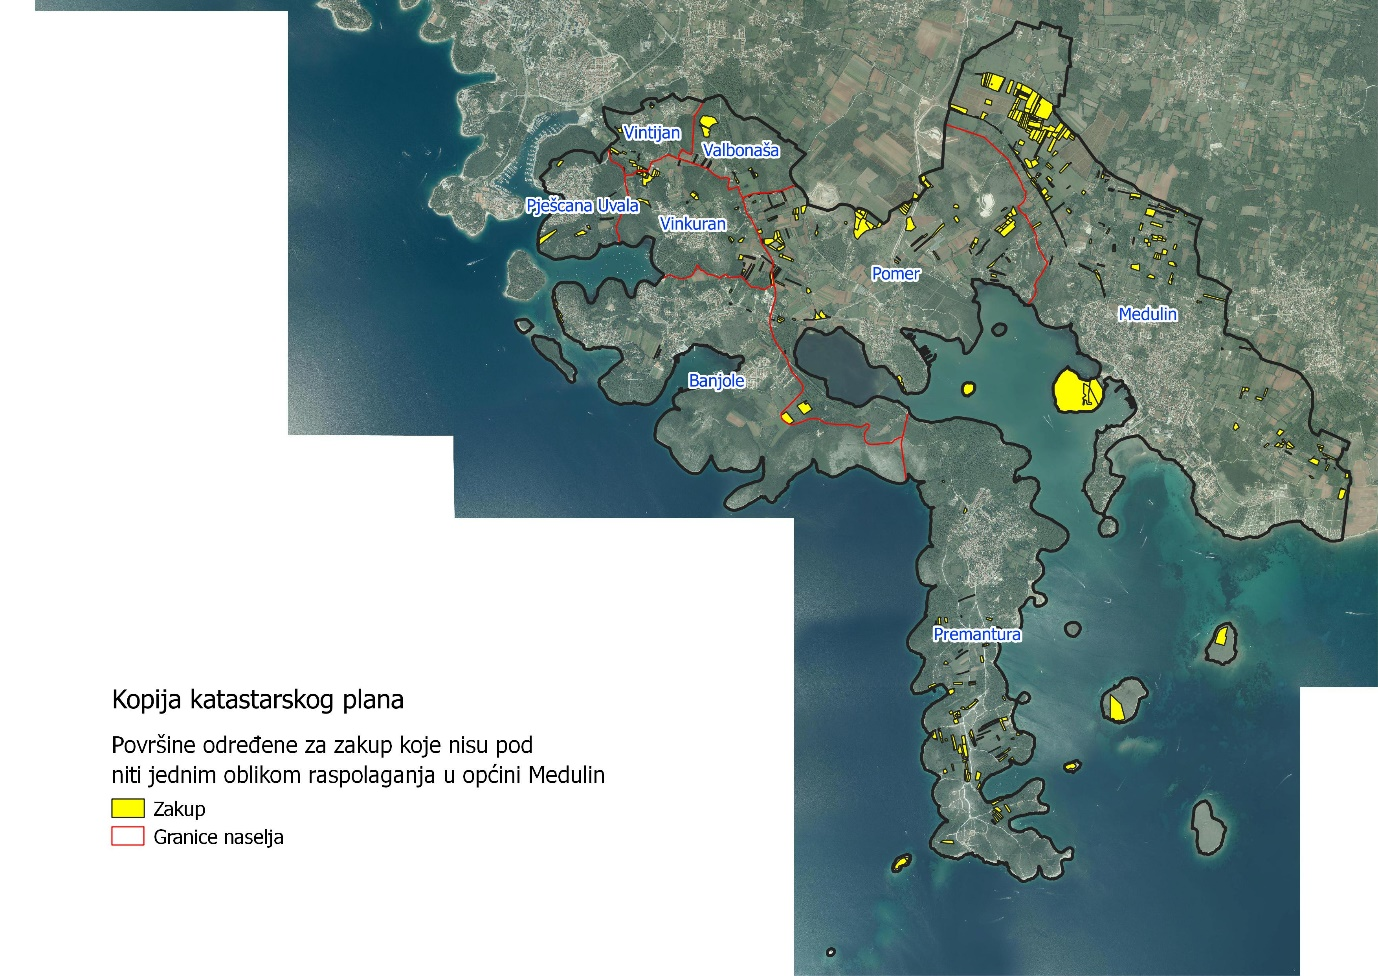 Vintijan
Valbonaša
Pješcana Uvala
Vinkuran
Pomer
Medulin
Banjole
Premantura
Kopija katastarskog plana
Površine određene za zakup koje nisu pod
niti jednim oblikom raspolaganja u općini Medulin
Zakup
Granice naselja